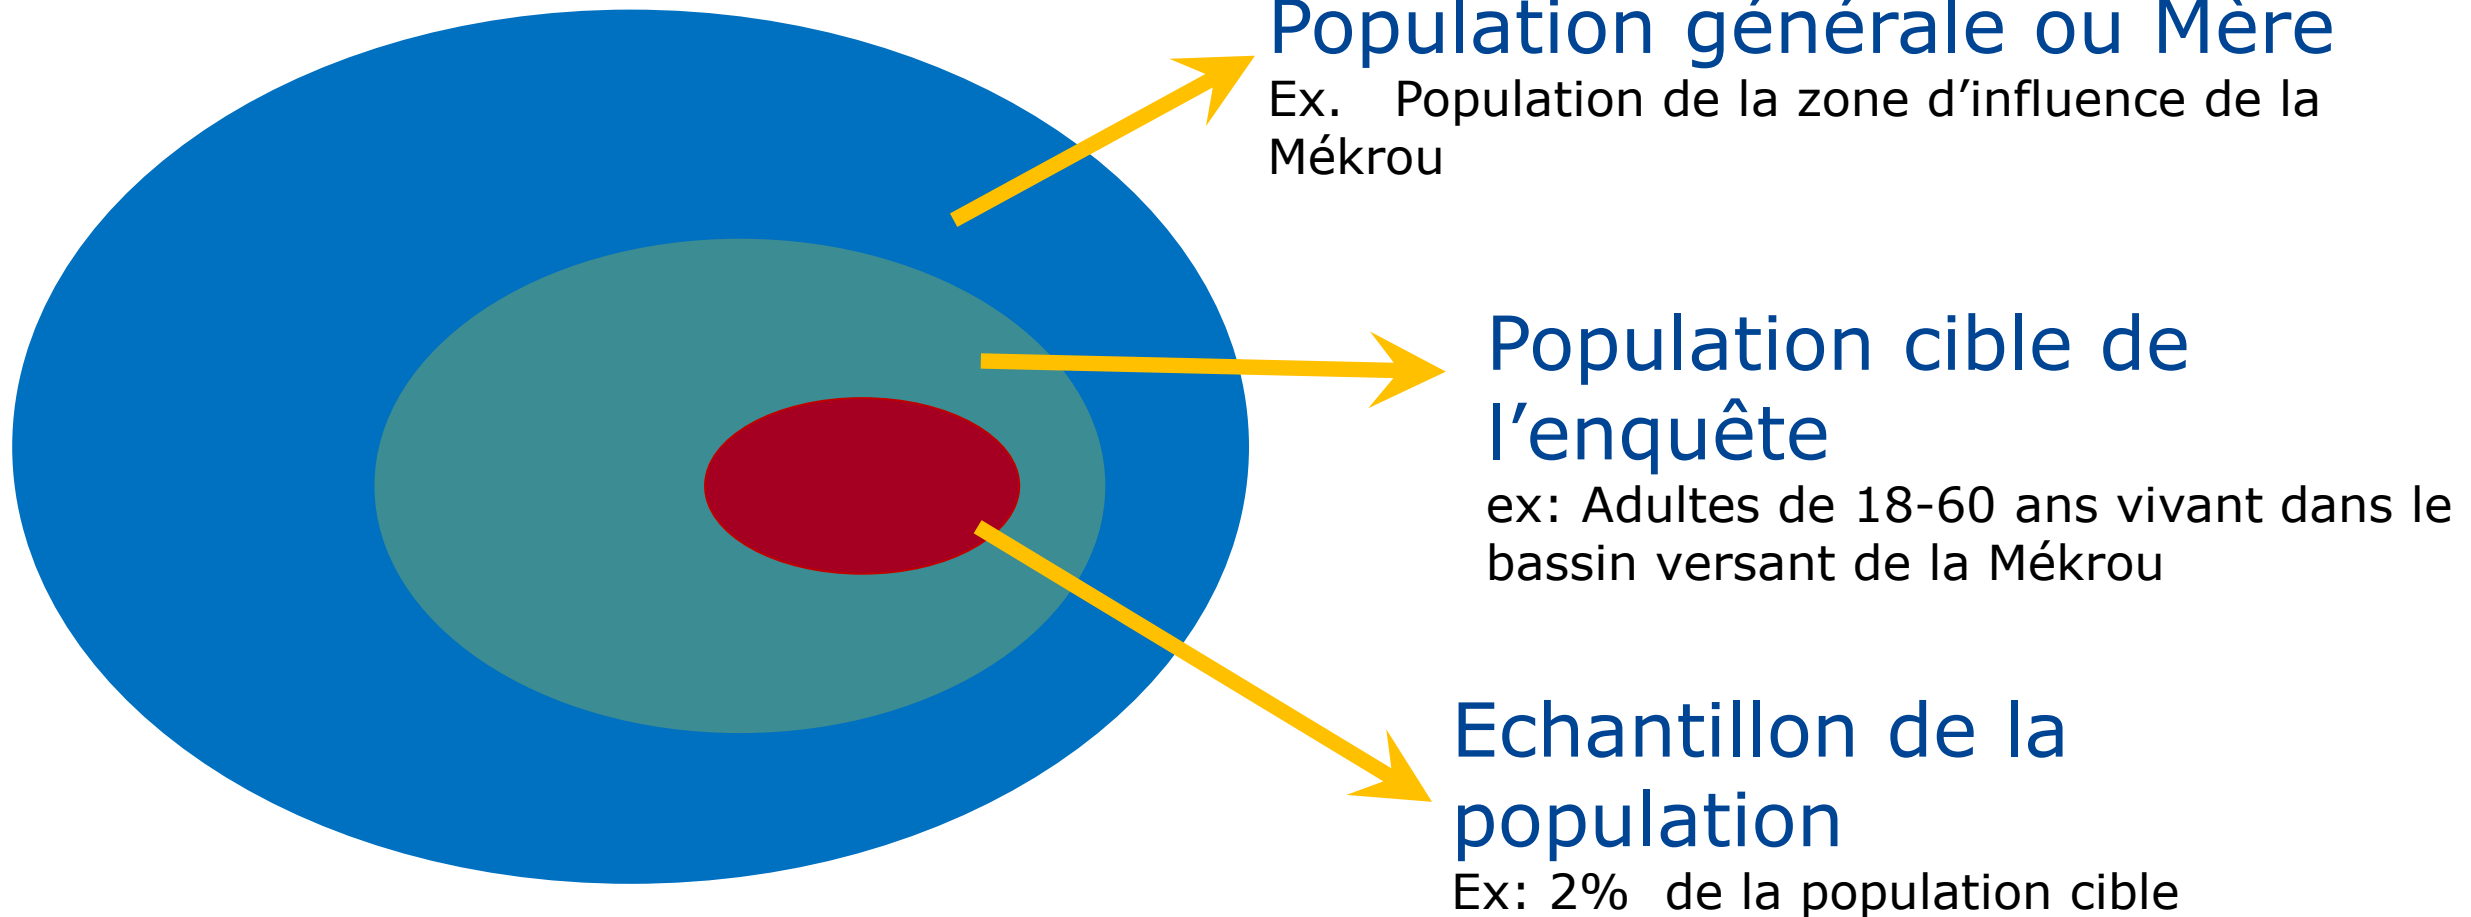 Population générale ou Mère
Ex. Population de la zone d’influence de la
Mékrou
Population cible de
l’enquête
ex: Adultes de 18-60 ans vivant dans le
bassin versant de la Mékrou
Echantillon de la
population
Ex: 2% de la population cible